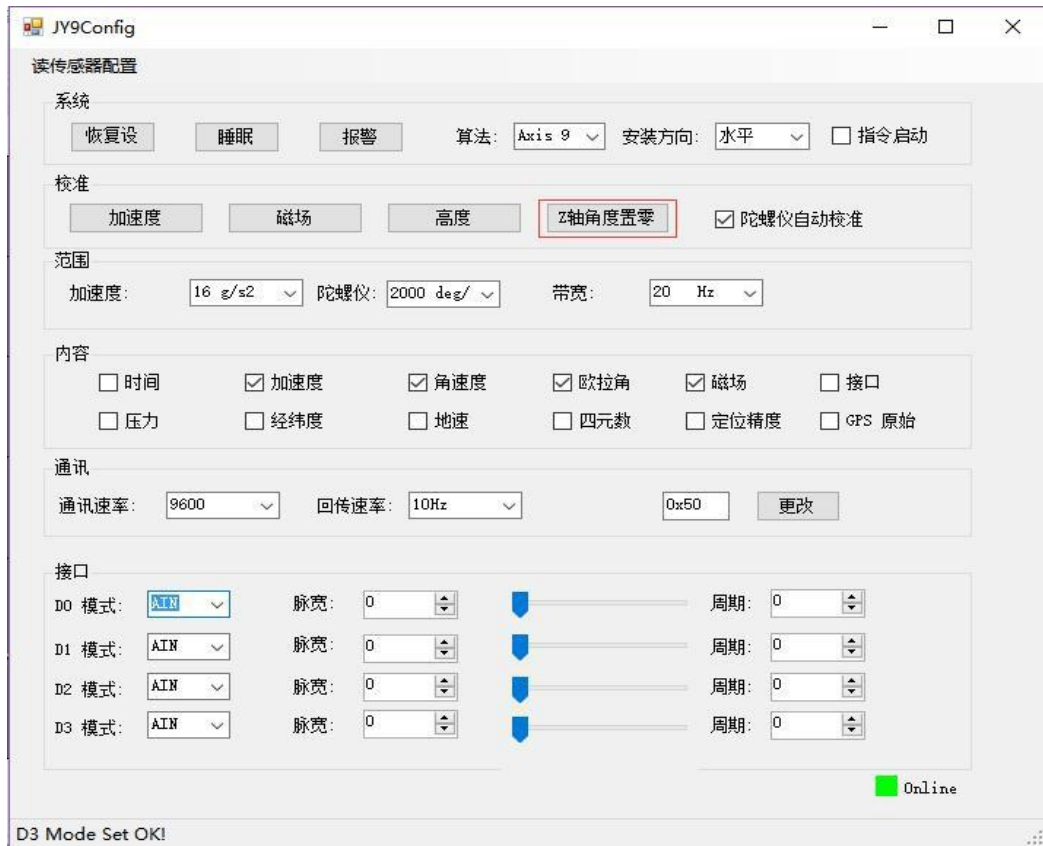 JY9Config
读传感器配置
系统
恢复设 睡眠 报警 算法: Axis 9 安装方向: 水平 指令启动
校准
加速度 磁场 高度 Z轴角度置零 陀螺仪自动校准
范围
加速度: 16 g/s2 陀螺仪: 2000 deg/ 带宽: 20 Hz
内容
时间 加速度 角速度 欧拉角 磁场 接口
压力 经纬度 地速 四元数 定位精度 GPS 原始
通讯
通讯速率: 9600 回传速率: 10Hz 0x50 更改
接口
D0 模式: AIN 脉宽: 0 周期: 0
D1 模式: AIN 脉宽: 0 周期: 0
D2 模式: AIN 脉宽: 0 周期: 0
D3 模式: AIN 脉宽: 0 周期: 0
Online
D3 Mode Set OK!